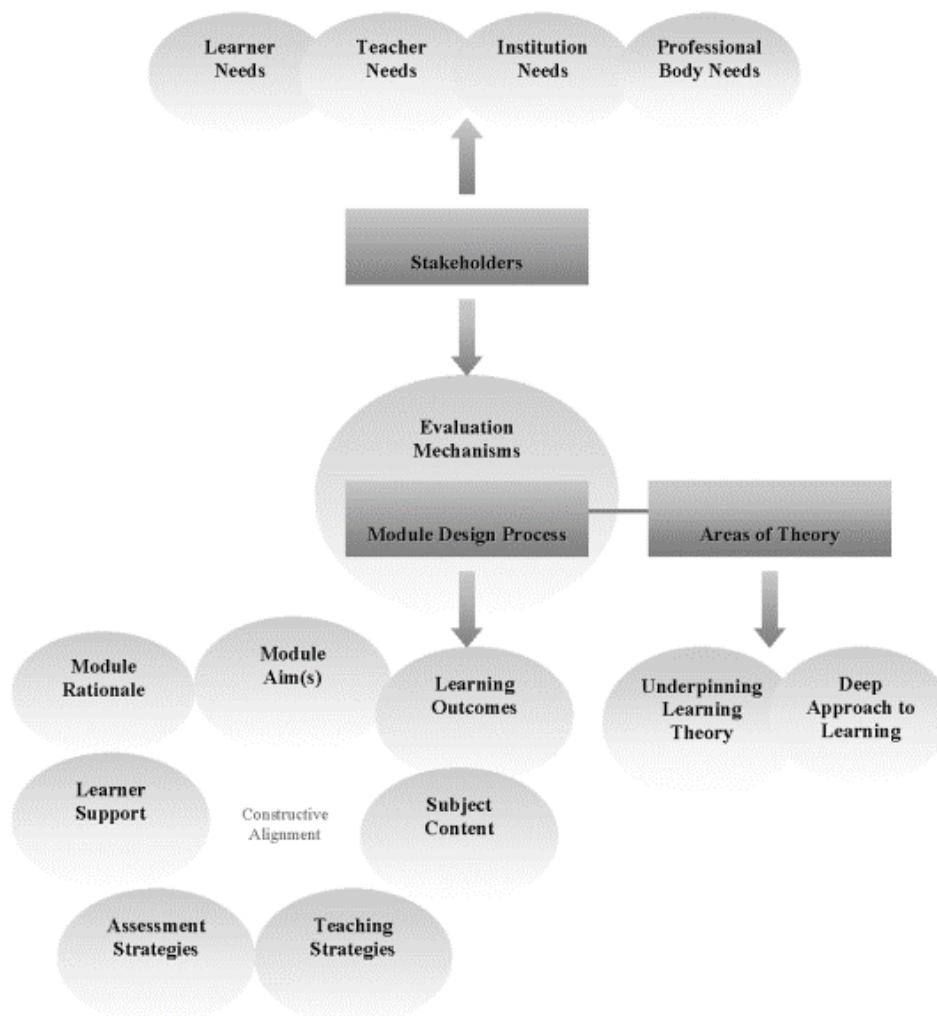 Learner
Needs
Teacher
Needs
Institution
Needs
Professional
Body Needs
Stakeholders
Evaluation
Mechanisms
Module Design Process
Areas of Theory
Module
Rationale
Module
Aim(s)
Learning
Outcomes
Underpinning
Learning
Theory
Deep
Approach to
Learning
Learner
Support
Constructive
Alignment
Subject
Content
Assessment
Strategies
Teaching
Strategies